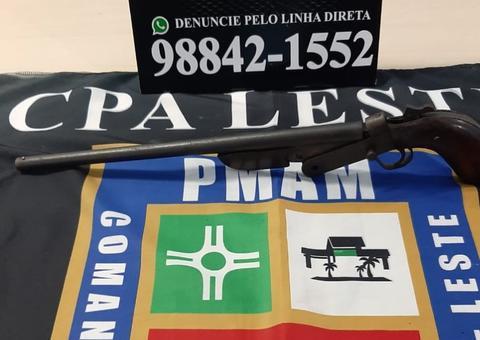 DENUNCIE PELO LINHA DIRETA
98842-1552
CPA LESTE
PMAM
COMAN
LESTE